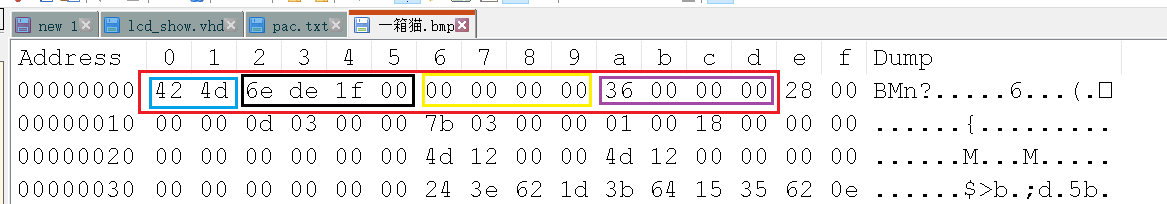 new 1 lcd_show.vhd pac.txt 一箱猫.bmp
Address 0 1 2 3 4 5 6 7 8 9 a b c d e f Dump
00000000 42 4d 6e de 1f 00 00 00 00 00 36 00 00 00 28 00 BMn?.....6...(.□
00000010 00 00 0d 03 00 00 7b 03 00 00 01 00 18 00 00 00 ......{.........
00000020 00 00 00 00 00 00 4d 12 00 00 4d 12 00 00 00 00 ......M...M.....
00000030 00 00 00 00 00 00 24 3e 62 1d 3b 64 15 35 62 0e ......$>b.;d.5b.